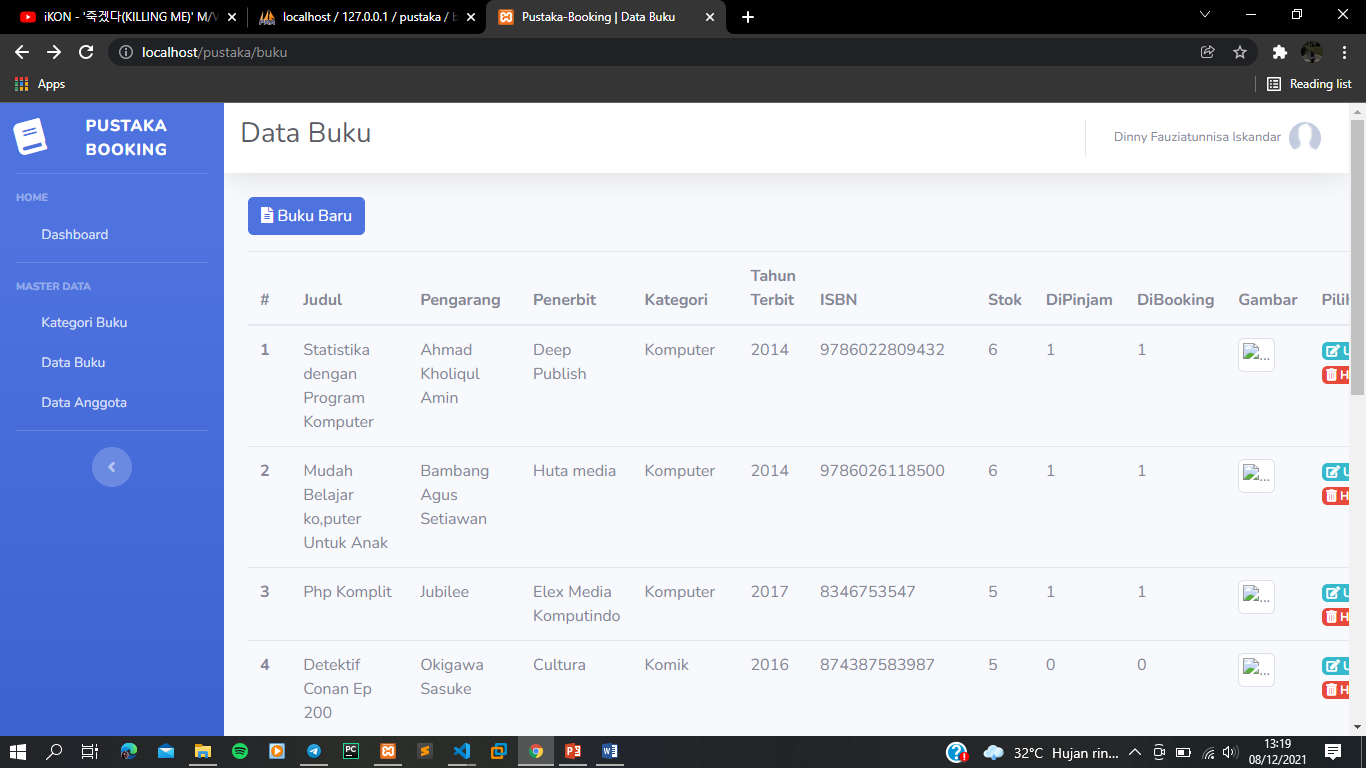 iKON - '죽겠다(KILLING ME)' M/V
localhost / 127.0.0.1 / pustaka / b
Pustaka-Booking | Data Buku
localhost/pustaka/buku
Apps
Reading list
PUSTAKA
BOOKING
Data Buku
Dinny Fauziatunnisa Iskandar
HOME
Dashboard
MASTER DATA
Kategori Buku
Data Buku
Data Anggota
Buku Baru
# Judul Pengarang Penerbit Kategori Tahun Terbit ISBN Stok DiPinjam DiBooking Gambar Pilih
1 Statistika Ahmad Deep Komputer 2014 9786022809432 6 1 1 ... U
dengan Kholiqul Publish H
Program Amin
Komputer
2 Mudah Bambang Huta media Komputer 2014 9786026118500 6 1 1 ... U
Belajar Agus H
ko,puter Setiawan
Untuk Anak
3 Php Komplit Jubilee Elex Media Komputer 2017 8346753547 5 1 1 ... U
Komputindo H
4 Detektif Okigawa Cultura Komik 2016 874387583987 5 0 0 ... U
Conan Ep Sasuke H
200
PC
32°C Hujan rin...
13:19
08/12/2021